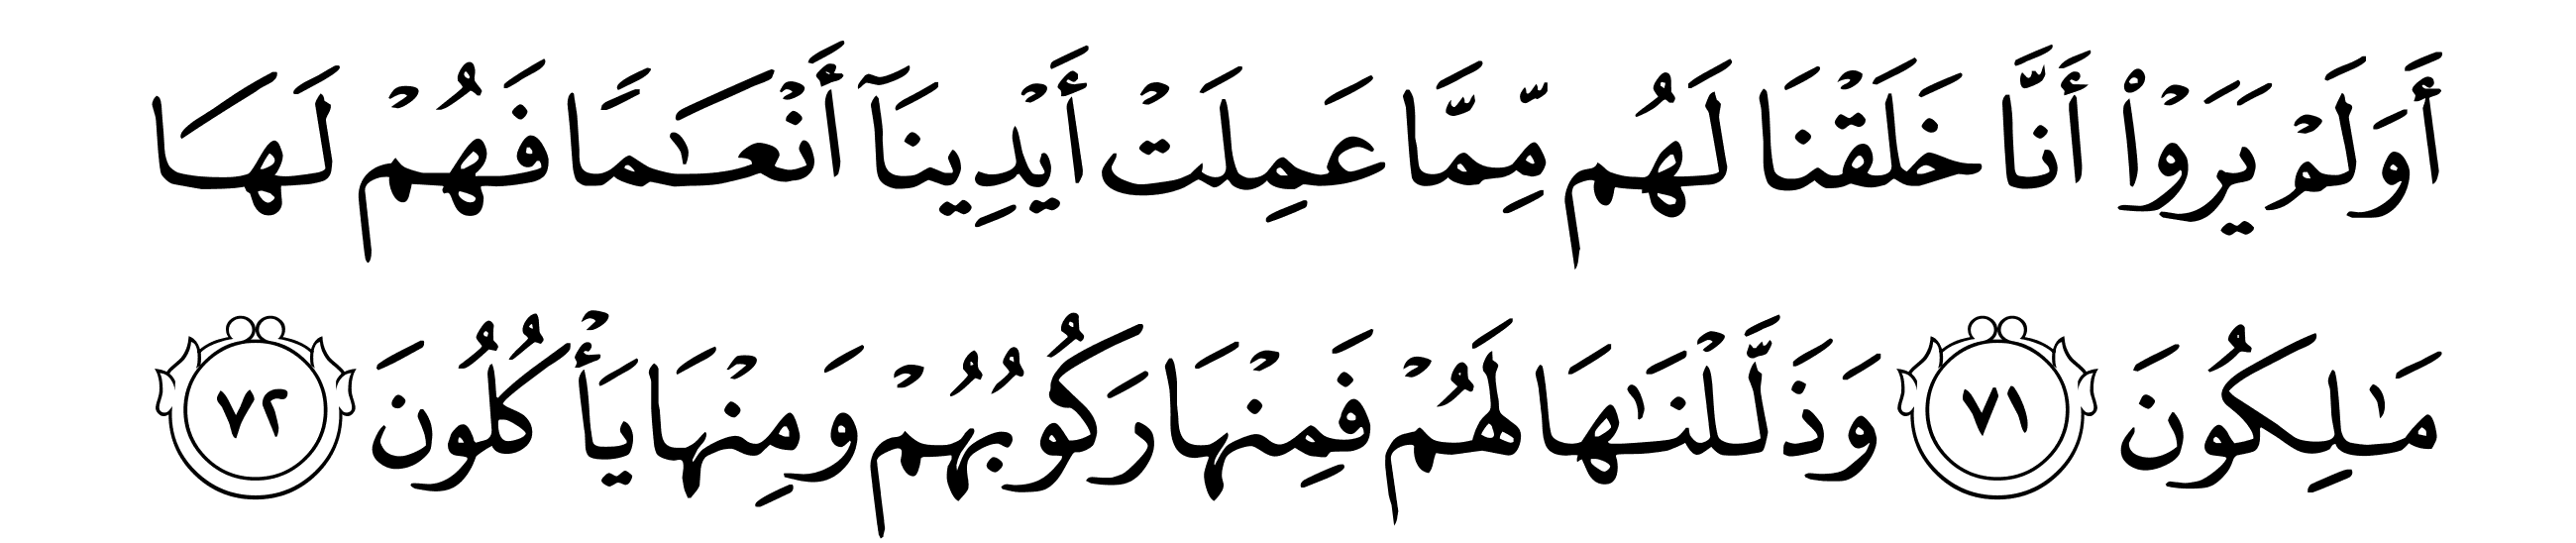 أَوَلَمْ يَرَوْا۟ أَنَّا خَلَقْنَا لَهُم مِّمَّا عَمِلَتْ أَيْدِينَآ أَنْعَـٰمًا فَهُمْ لَهَا
مَـٰلِكُونَ ٧١ وَذَلَّلْنَـٰهَا لَهُمْ فَمِنْهَا رَكُوبُهُمْ وَمِنْهَا يَأْكُلُونَ ٧٢